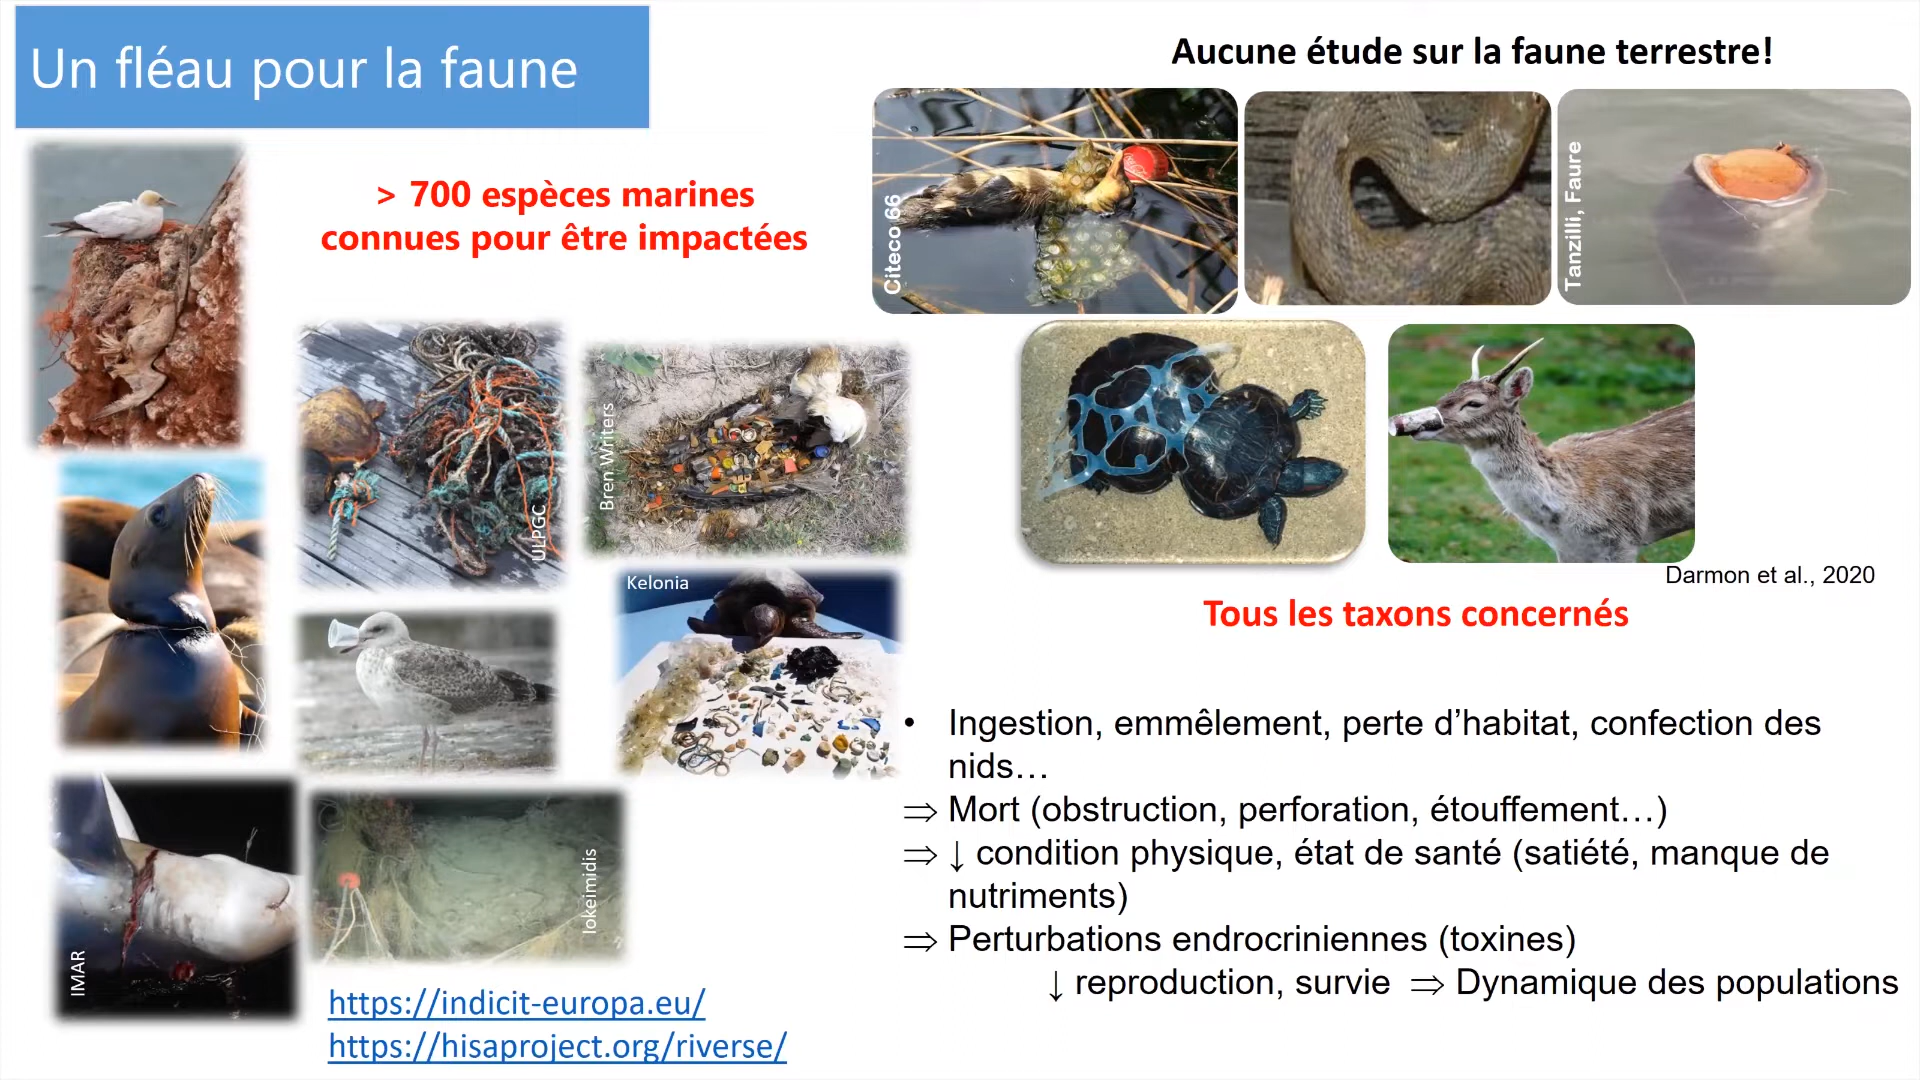 Un fléau pour la faune
> 700 espèces marines
connues pour être impactées
ULPGC
Bren Writers
Kelonia
IMAR
Iokeimidis
https://indicit-europa.eu/
https://hisaproject.org/riverse/
Aucune étude sur la faune terrestre!
Citeco 66
Tanzilli, Faure
Darmon et al., 2020
Tous les taxons concernés
• Ingestion, emmêlement, perte d’habitat, confection des
nids…
⇒ Mort (obstruction, perforation, étouffement…)
⇒ ↓ condition physique, état de santé (satiété, manque de
nutriments)
⇒ Perturbations endrocriniennes (toxines)
↓ reproduction, survie ⇒ Dynamique des populations